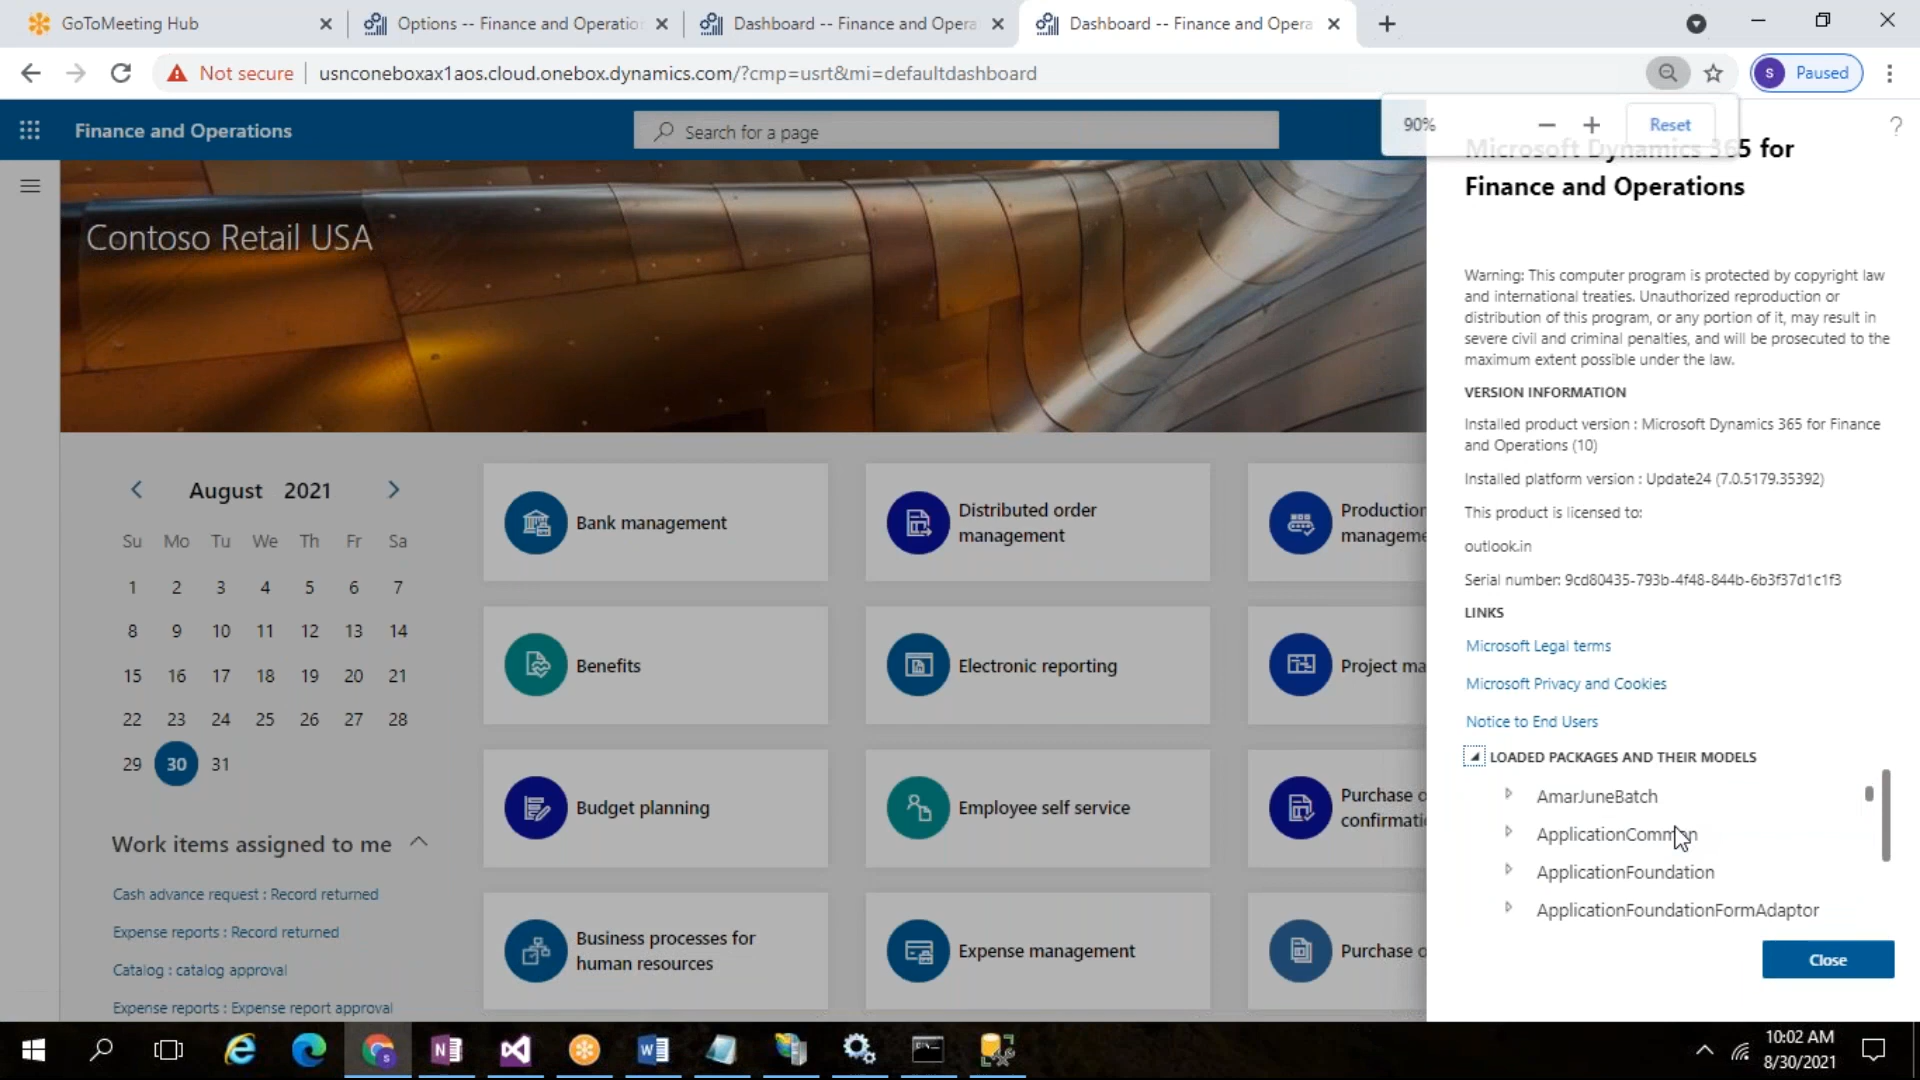 GoToMeeting Hub
Options -- Finance and Operatio
Dashboard -- Finance and Opera
Dashboard -- Finance and Opera
Not secure
usnconeboxax1aos.cloud.onebox.dynamics.com/?cmp=usrt&mi=defaultdashboard
S
Paused
Finance and Operations
Search for a page
90%
Reset
?
Microsoft Dynamics 365 for
Finance and Operations
Contoso Retail USA
Warning: This computer program is protected by copyright law
and international treaties. Unauthorized reproduction or
distribution of this program, or any portion of it, may result in
severe civil and criminal penalties, and will be prosecuted to the
maximum extent possible under the law.
VERSION INFORMATION
Installed product version : Microsoft Dynamics 365 for Finance
and Operations (10)
Installed platform version : Update24 (7.0.5179.35392)
This product is licensed to:
outlook.in
Serial number: 9cd80435-793b-4f48-844b-6b3f37d1c1f3
LINKS
Microsoft Legal terms
Microsoft Privacy and Cookies
Notice to End Users
LOADED PACKAGES AND THEIR MODELS
AmarJuneBatch
ApplicationCommon
ApplicationFoundation
ApplicationFoundationFormAdaptor
Close
August 2021
Su Mo Tu We Th Fr Sa
1 2 3 4 5 6 7
8 9 10 11 12 13 14
15 16 17 18 19 20 21
22 23 24 25 26 27 28
29 30 31
Work items assigned to me
Cash advance request : Record returned
Expense reports : Record returned
Catalog : catalog approval
Expense reports : Expense report approval
Bank management
Distributed order
management
Production
manageme
Benefits
Electronic reporting
Project ma
Budget planning
Employee self service
Purchase o
confirmati
Business processes for
human resources
Expense management
Purchase o
10:02 AM
8/30/2021